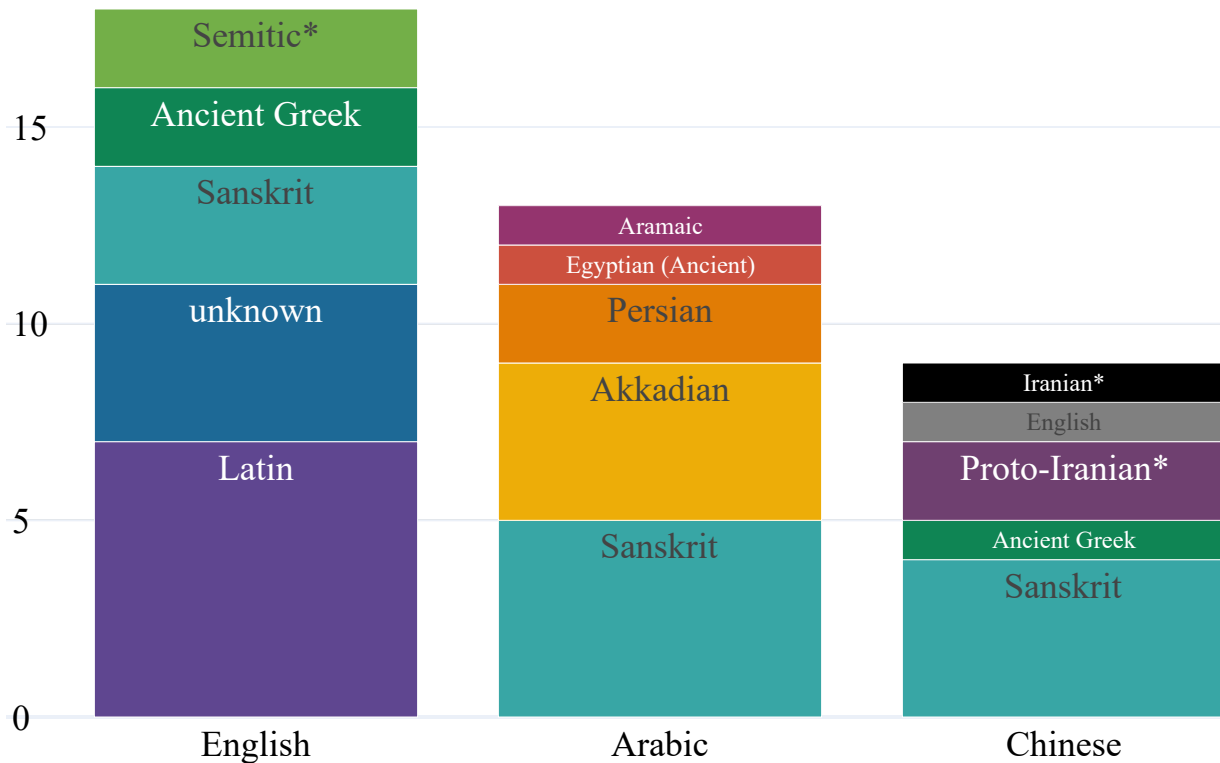 Semitic*
Ancient Greek
Sanskrit
unknown
Latin
Aramaic
Egyptian (Ancient)
Persian
Akkadian
Sanskrit
Iranian*
English
Proto-Iranian*
Ancient Greek
Sanskrit
15
10
5
0
English
Arabic
Chinese